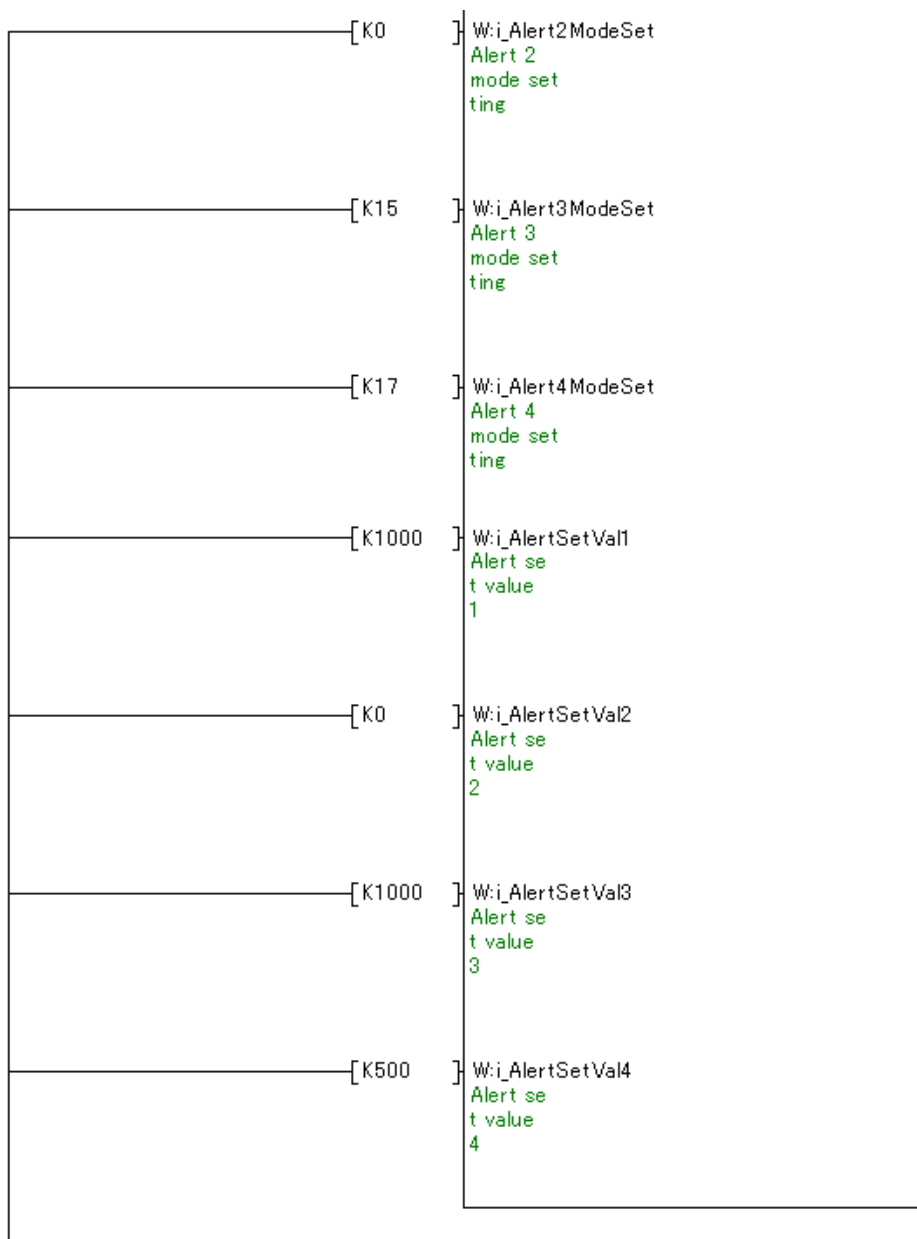 [K0 ] W:i_Alert2ModeSet
Alert 2
mode set
ting
[K15 ] W:i_Alert3ModeSet
Alert 3
mode set
ting
[K17 ] W:i_Alert4ModeSet
Alert 4
mode set
ting
[K1000 ] W:i_AlertSetVal1
Alert se
t value
1
[K0 ] W:i_AlertSetVal2
Alert se
t value
2
[K1000 ] W:i_AlertSetVal3
Alert se
t value
3
[K500 ] W:i_AlertSetVal4
Alert se
t value
4